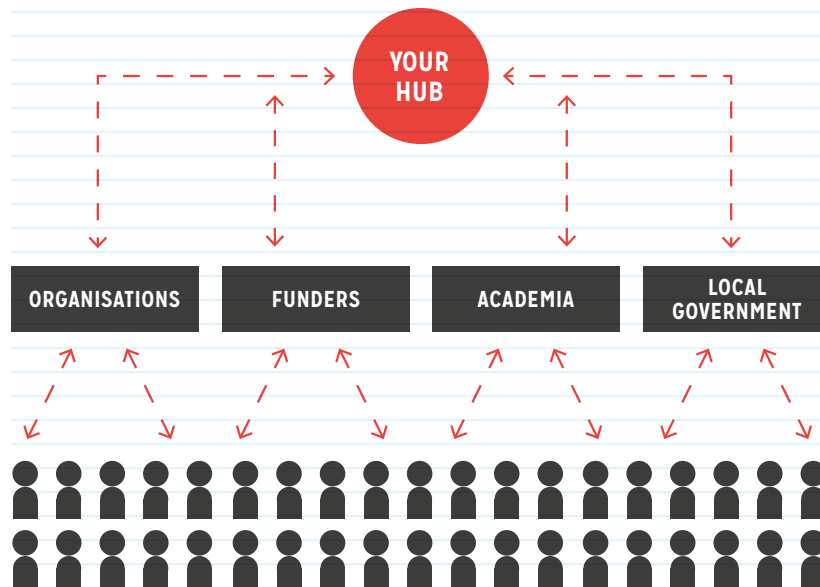 YOUR
HUB
ORGANISATIONS
FUNDERS
ACADEMIA
LOCAL
GOVERNMENT